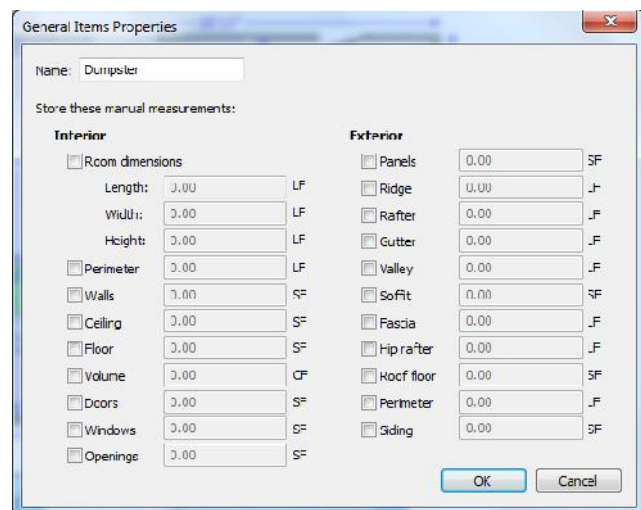 General Items Properties
Name: Dumpster
Store these manual measurements:
Interior
Room dimensions
Length: 0.00 LF
Width: 0.00 LF
Height: 0.00 LF
Perimeter 0.00 LF
Walls 0.00 SF
Ceiling 0.00 SF
Floor 0.00 SF
Volume 0.00 CF
Doors 0.00 SF
Windows 0.00 SF
Openings 0.00 SF
Exterior
Panels 0.00 SF
Ridge 0.00 LF
Rafter 0.00 LF
Gutter 0.00 LF
Valley 0.00 LF
Soffit 0.00 SF
Fascia 0.00 LF
Hip rafter 0.00 LF
Roof floor 0.00 SF
Perimeter 0.00 LF
Siding 0.00 SF
OK Cancel